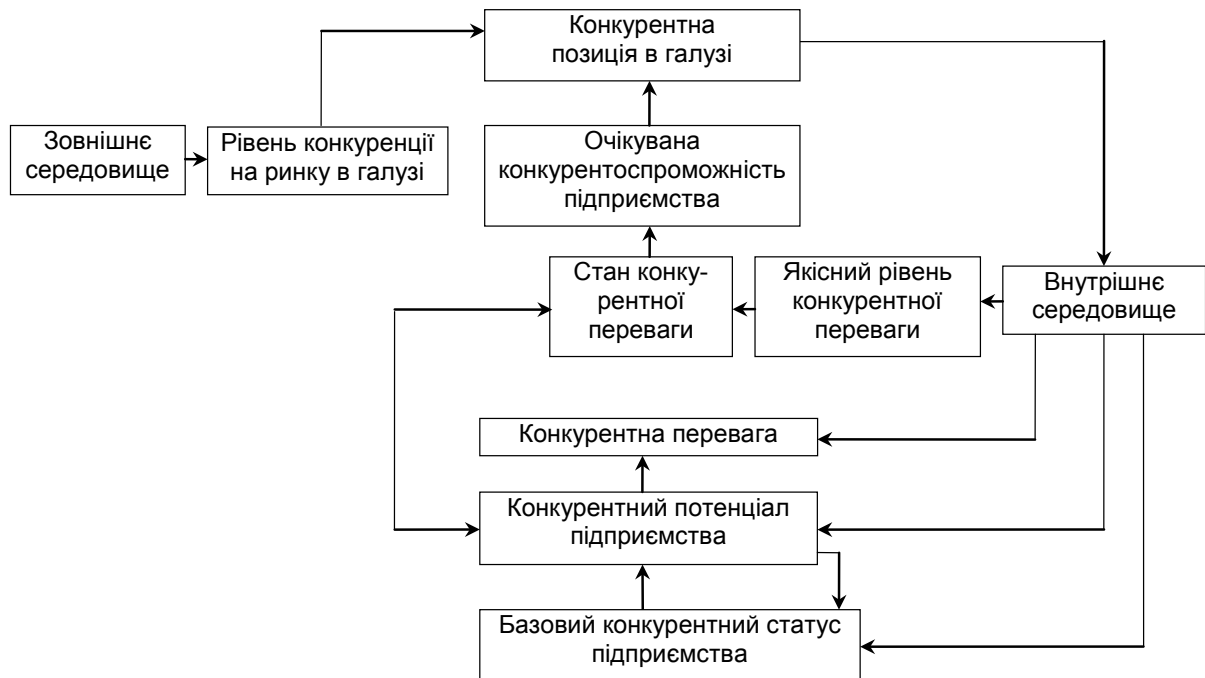 Конкурентна
позиція в галузі
Зовнішнє
середовище
Рівень конкуренції
на ринку в галузі
Очікувана
конкурентоспроможність
підприємства
Стан конку-
рентної
переваги
Якісний рівень
конкурентної
переваги
Внутрішнє
середовище
Конкурентна перевага
Конкурентний потенціал
підприємства
Базовий конкурентний статус
підприємства